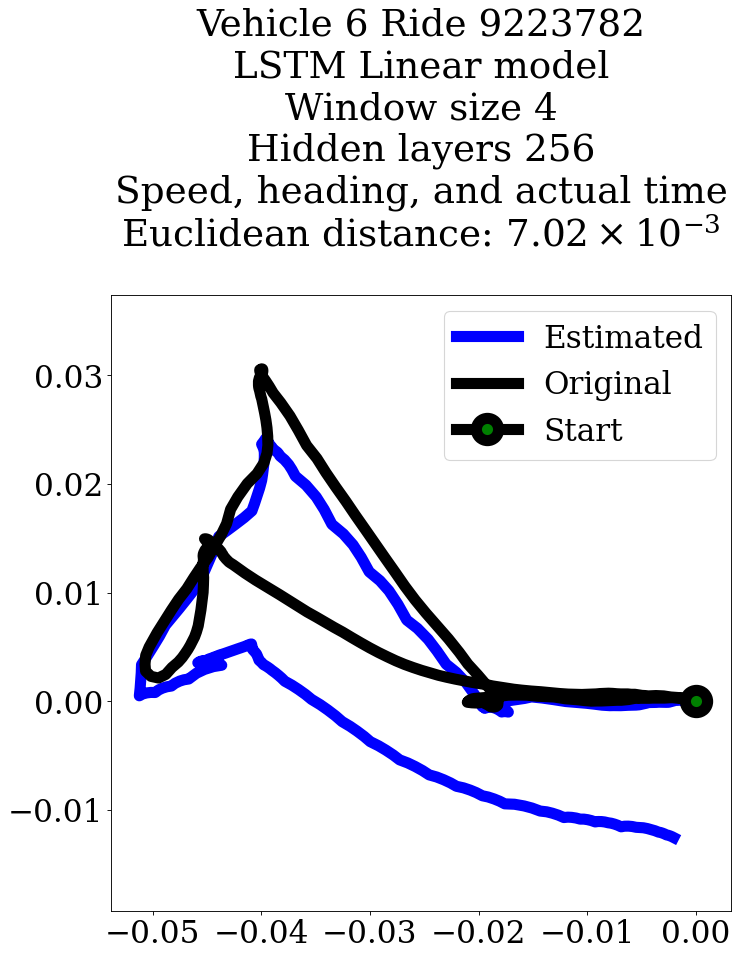 Vehicle 6 Ride 9223782
LSTM Linear model
Window size 4
Hidden layers 256
Speed, heading, and actual time
Euclidean distance: 7.02 × 10⁻³
Estimated
Original
Start
0.03
0.02
0.01
0.00
−0.01
−0.05 −0.04 −0.03 −0.02 −0.01 0.00